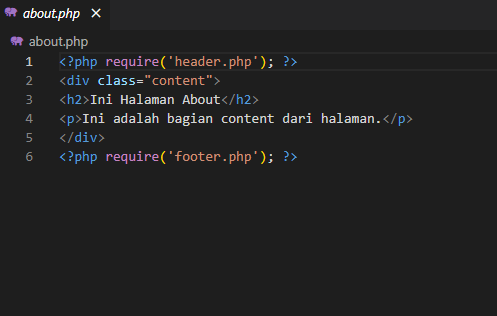 about.php
about.php
1 <?php require('header.php'); ?>
2 <div class="content">
3 <h2>Ini Halaman About</h2>
4 <p>Ini adalah bagian content dari halaman.</p>
5 </div>
6 <?php require('footer.php'); ?>